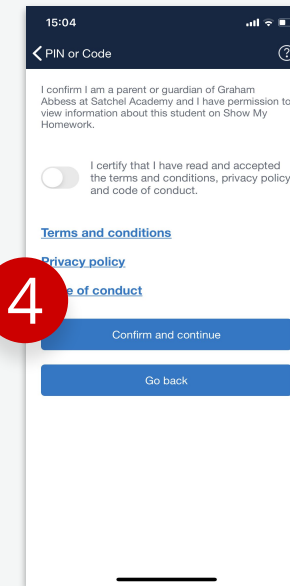 15:04
PIN or Code
?
I confirm I am a parent or guardian of Graham
Abbess at Satchel Academy and I have permission to
view information about this student on Show My
Homework.
I certify that I have read and accepted
the terms and conditions, privacy policy
and code of conduct.
Terms and conditions
Privacy policy
e of conduct
4
Confirm and continue
Go back